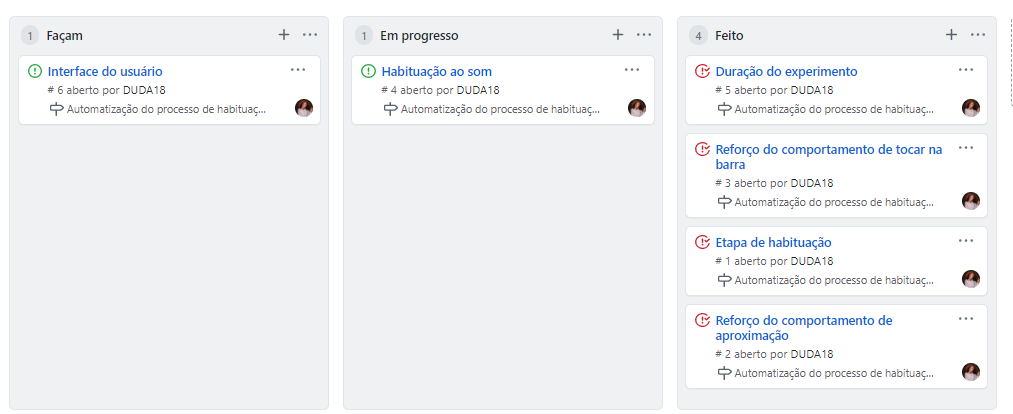 1 Façam
Interface do usuário
# 6 aberto por DUDA18
Automatização do processo de habituaç...
1 Em progresso
Habituação ao som
# 4 aberto por DUDA18
Automatização do processo de habituaç...
4 Feito
Duração do experimento
# 5 aberto por DUDA18
Automatização do processo de habituaç...
Reforço do comportamento de tocar na
barra
# 3 aberto por DUDA18
Automatização do processo de habituaç...
Etapa de habituação
# 1 aberto por DUDA18
Automatização do processo de habituaç...
Reforço do comportamento de
aproximação
# 2 aberto por DUDA18
Automatização do processo de habituaç...